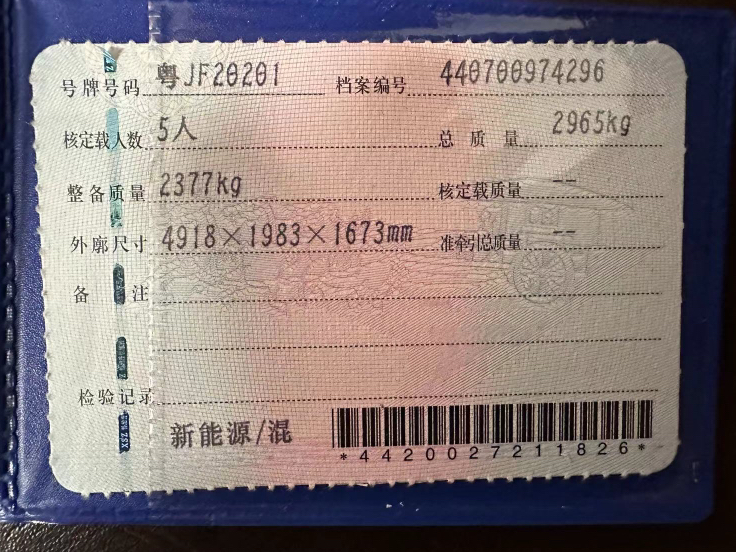 号牌号码 粤JF20201 档案编号 440700974296
核定载人数 5人 总质量 2965kg
整备质量 2377kg 核定载质量 --
外廓尺寸 4918×1983×1673mm 准牵引总质量 --
备注
检验记录
新能源/混
*4420027211826*